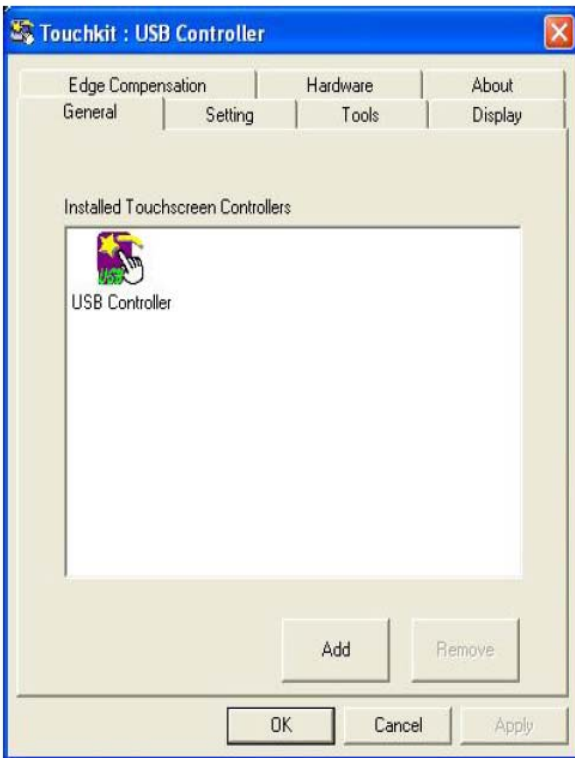 Touchkit : USB Controller
Edge Compensation Hardware About
General Setting Tools Display
Installed Touchscreen Controllers
USB
USB Controller
Add Remove
OK Cancel Apply